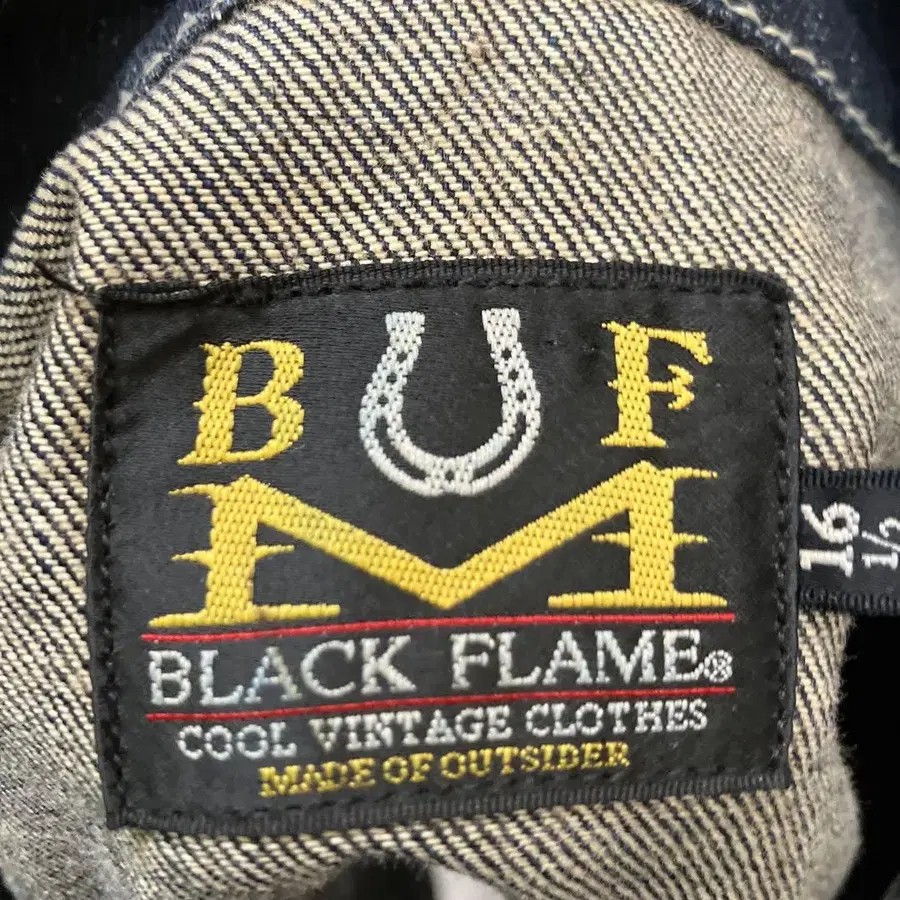 B F
M
BLACK FLAME®
COOL VINTAGE CLOTHES
MADE OF OUTSIDER
16 1/2